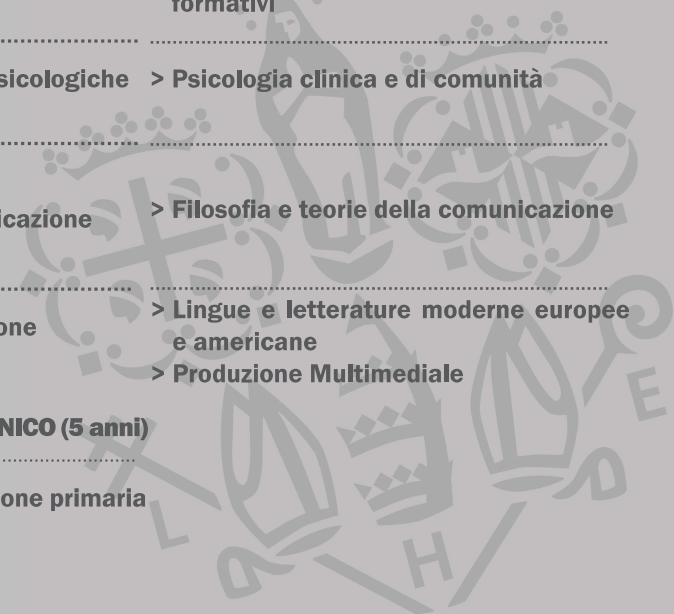 formativi
sicologiche > Psicologia clinica e di comunità
icazione > Filosofia e teorie della comunicazione
one > Lingue e letterature moderne europee
e americane
> Produzione Multimediale
NICO (5 anni)
one primaria
L
H
E